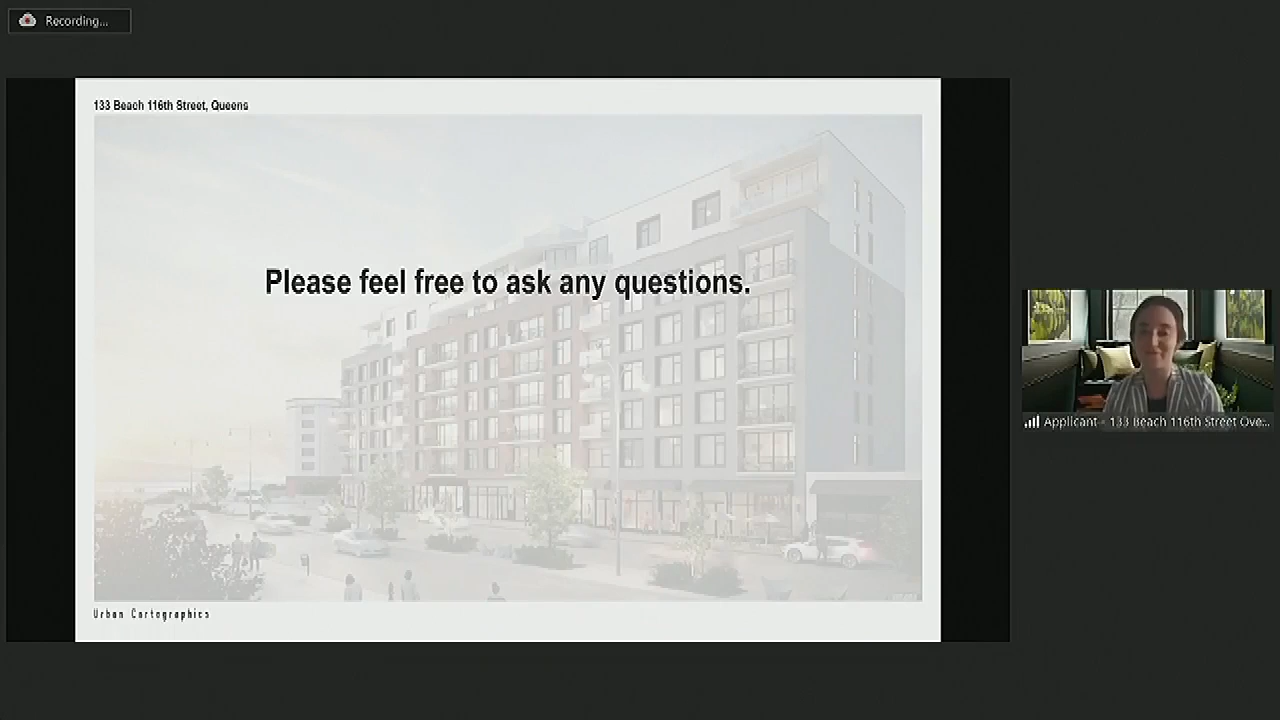 Recording...
133 Beach 116th Street, Queens
Please feel free to ask any questions.
Urban Cartographics
Applicant - 133 Beach 116th Street Ove...